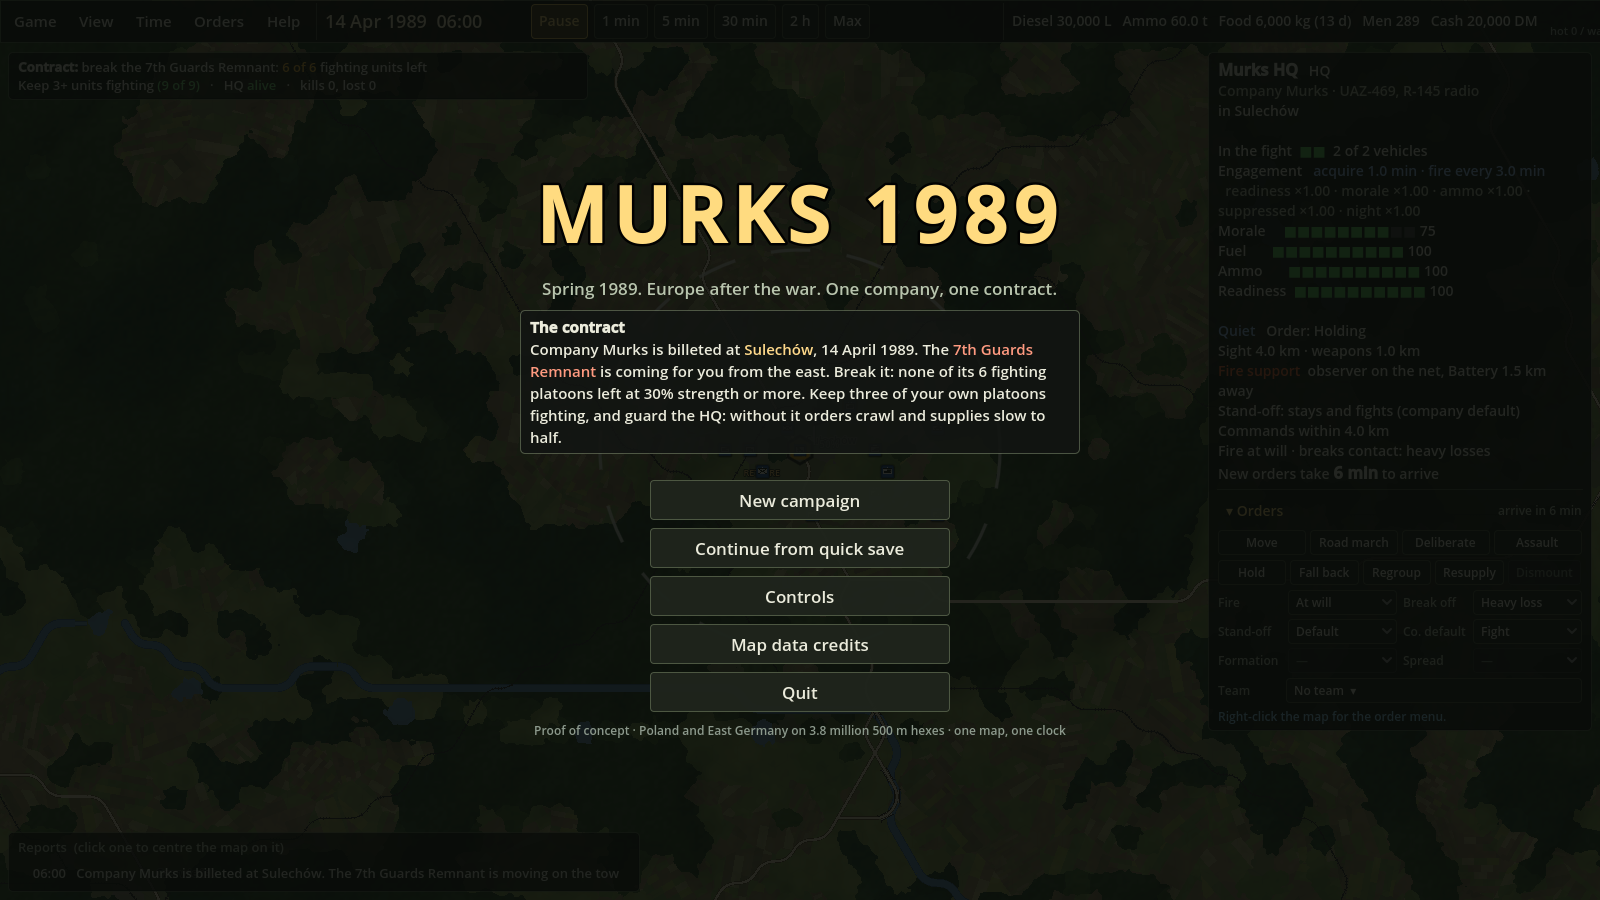 Game View Time Orders Help 14 Apr 1989 06:00 Pause 1 min 5 min 30 min 2 h Max Diesel 30,000 L Ammo 60.0 t Food 6,000 kg (13 d) Men 289 Cash 20,000 DM
hot 0 /
Contract: break the 7th Guards Remnant: 6 of 6 fighting units left
Keep 3+ units fighting (9 of 9) · HQ alive · kills 0, lost 0
MURKS 1989
Spring 1989. Europe after the war. One company, one contract.
The contract
Company Murks is billeted at Sulechów, 14 April 1989. The 7th Guards
Remnant is coming for you from the east. Break it: none of its 6 fighting
platoons left at 30% strength or more. Keep three of your own platoons
fighting, and guard the HQ: without it orders crawl and supplies slow to
half.
New campaign
Continue from quick save
Controls
Map data credits
Quit
Proof of concept · Poland and East Germany on 3.8 million 500 m hexes · one map, one clock
Murks HQ HQ
Company Murks · UAZ-469, R-145 radio
in Sulechów
In the fight 2 of 2 vehicles
Engagement acquire 1.0 min · fire every 3.0 min
readiness ×1.00 · morale ×1.00 · ammo ×1.00 ·
suppressed ×1.00 · night ×1.00
Morale 75
Fuel 100
Ammo 100
Readiness 100
Quiet Order: Holding
Sight 4.0 km · weapons 1.0 km
Fire support observer on the net, Battery 1.5 km
away
Stand-off: stays and fights (company default)
Commands within 4.0 km
Fire at will · breaks contact: heavy losses
New orders take 6 min to arrive
▾ Orders arrive in 6 min
Move Road march Deliberate Assault
Hold Fall back Regroup Resupply Dismount
Fire At will Break off Heavy loss
Stand-off Default Co. default Fight
Formation — Spread —
Team No team ▾
Right-click the map for the order menu.
Reports (click one to centre the map on it)
06:00 Company Murks is billeted at Sulechów. The 7th Guards Remnant is moving on the tow